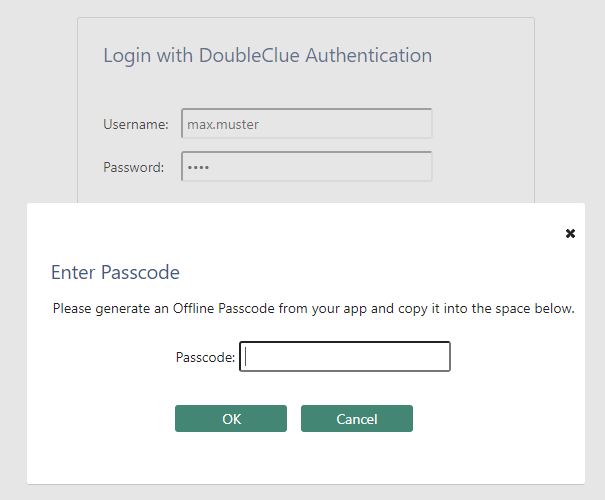 Login with DoubleClue Authentication
Username: max.muster
Password: ••••
Enter Passcode
Please generate an Offline Passcode from your app and copy it into the space below.
Passcode:
OK Cancel